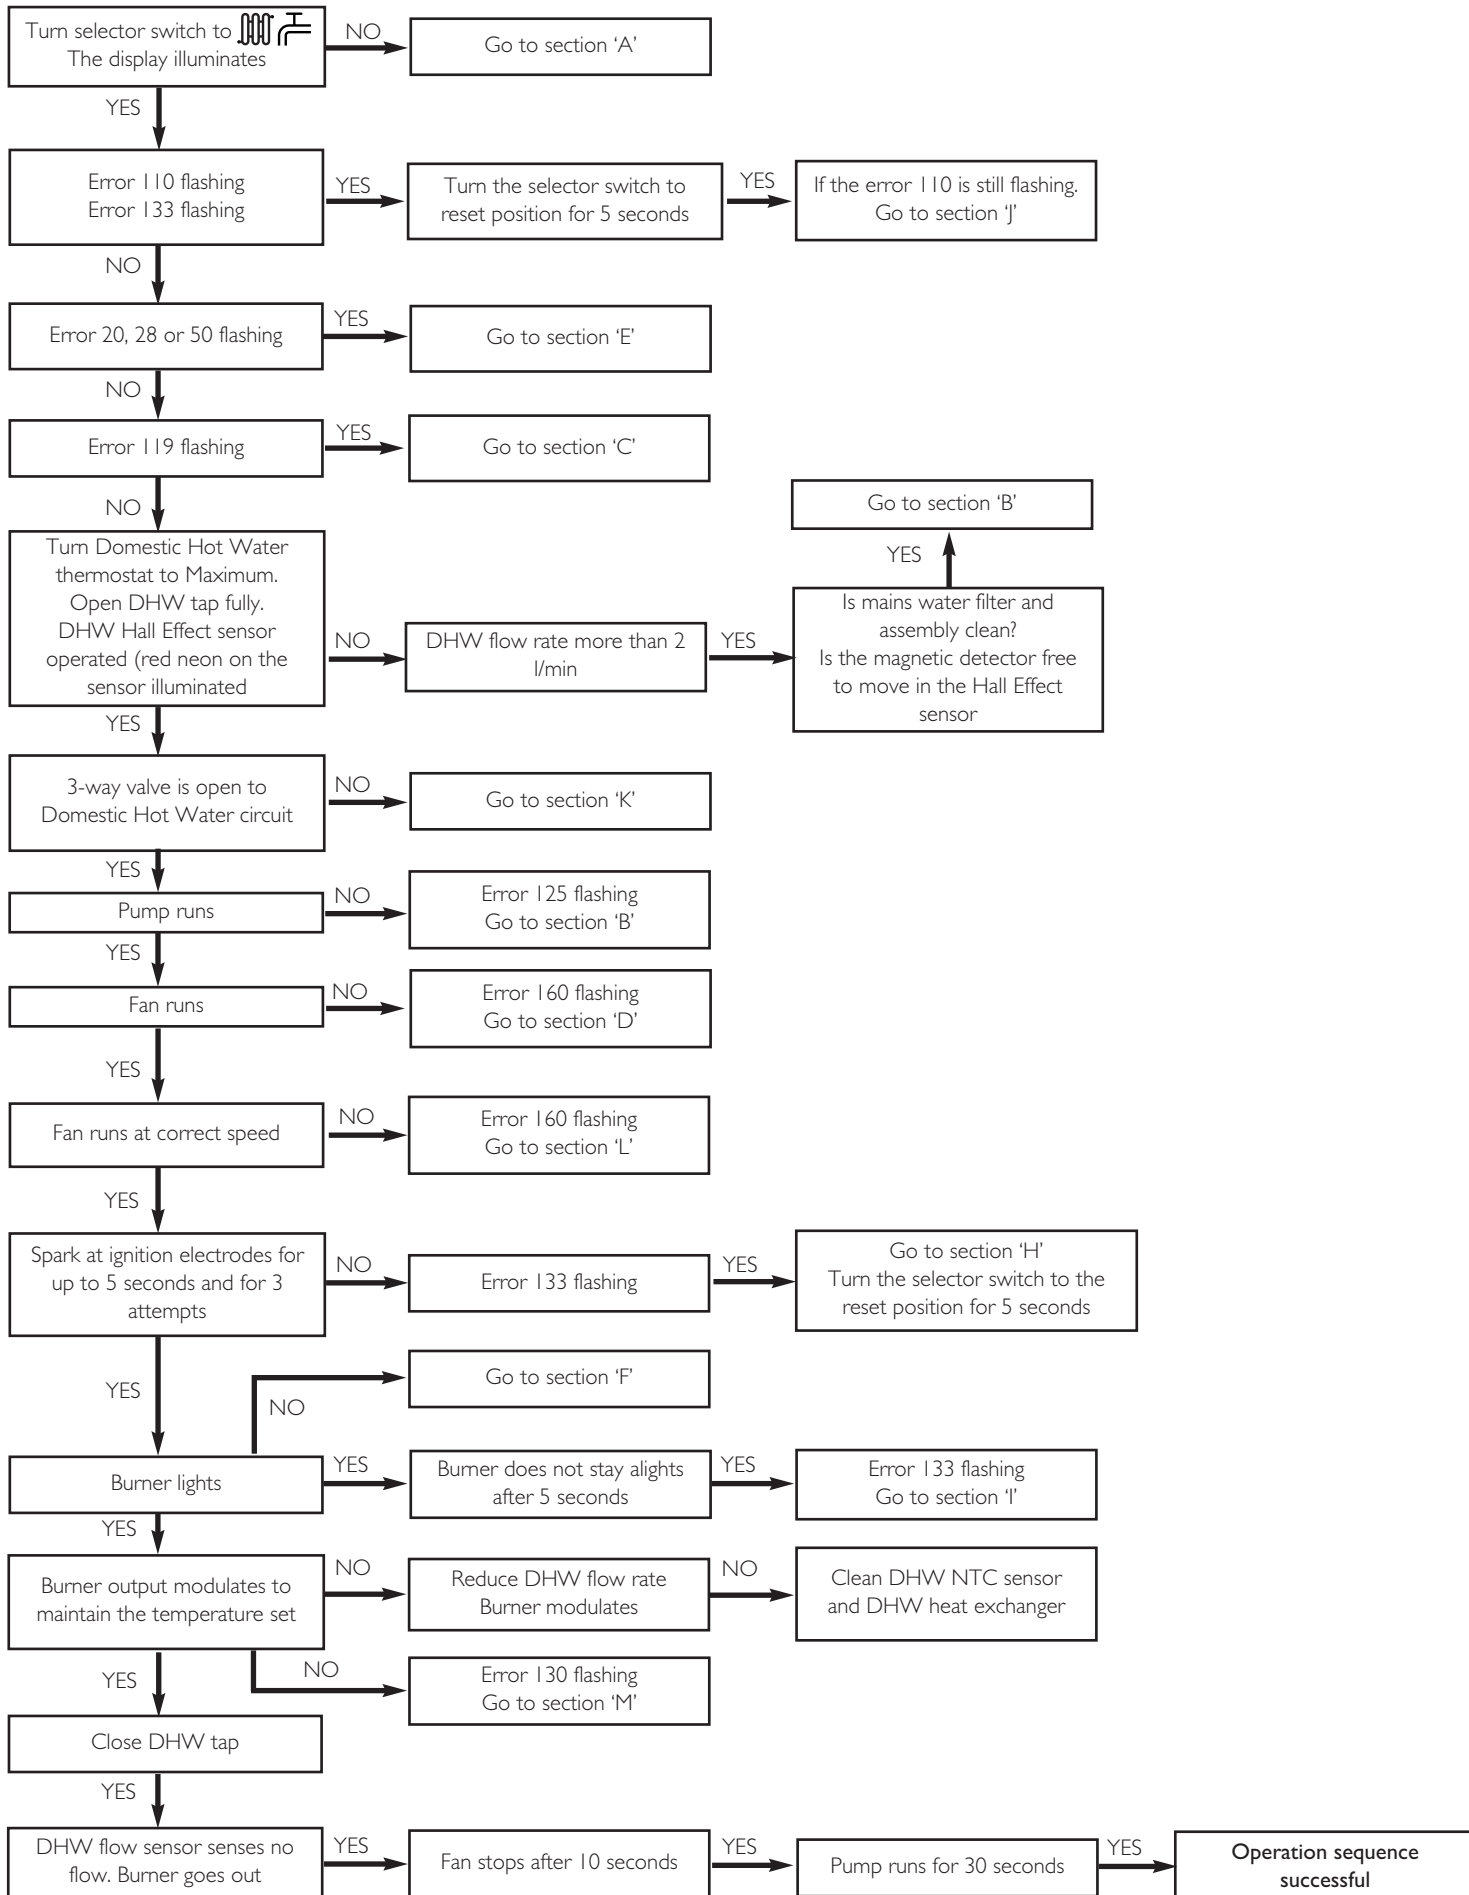 Turn selector switch to
The display illuminates
NO
Go to section ‘A’
YES
Error 110 flashing
Error 133 flashing
YES
Turn the selector switch to
reset position for 5 seconds
YES
If the error 110 is still flashing.
Go to section ‘J’
NO
Error 20, 28 or 50 flashing
YES
Go to section ‘E’
NO
Error 119 flashing
YES
Go to section ‘C’
NO
Turn Domestic Hot Water
thermostat to Maximum.
Open DHW tap fully.
DHW Hall Effect sensor
operated (red neon on the
sensor illuminated
NO
DHW flow rate more than 2
l/min
YES
Is mains water filter and
assembly clean?
Is the magnetic detector free
to move in the Hall Effect
sensor
YES
Go to section ‘B’
YES
3-way valve is open to
Domestic Hot Water circuit
NO
Go to section ‘K’
YES
Pump runs
NO
Error 125 flashing
Go to section ‘B’
YES
Fan runs
NO
Error 160 flashing
Go to section ‘D’
YES
Fan runs at correct speed
NO
Error 160 flashing
Go to section ‘L’
YES
Spark at ignition electrodes for
up to 5 seconds and for 3
attempts
NO
Error 133 flashing
YES
Go to section ‘H’
Turn the selector switch to the
reset position for 5 seconds
YES
NO
Go to section ‘F’
Burner lights
YES
Burner does not stay alights
after 5 seconds
YES
Error 133 flashing
Go to section ‘I’
YES
Burner output modulates to
maintain the temperature set
NO
Reduce DHW flow rate
Burner modulates
NO
Clean DHW NTC sensor
and DHW heat exchanger
NO
Error 130 flashing
Go to section ‘M’
YES
Close DHW tap
YES
DHW flow sensor senses no
flow. Burner goes out
YES
Fan stops after 10 seconds
YES
Pump runs for 30 seconds
YES
Operation sequence
successful